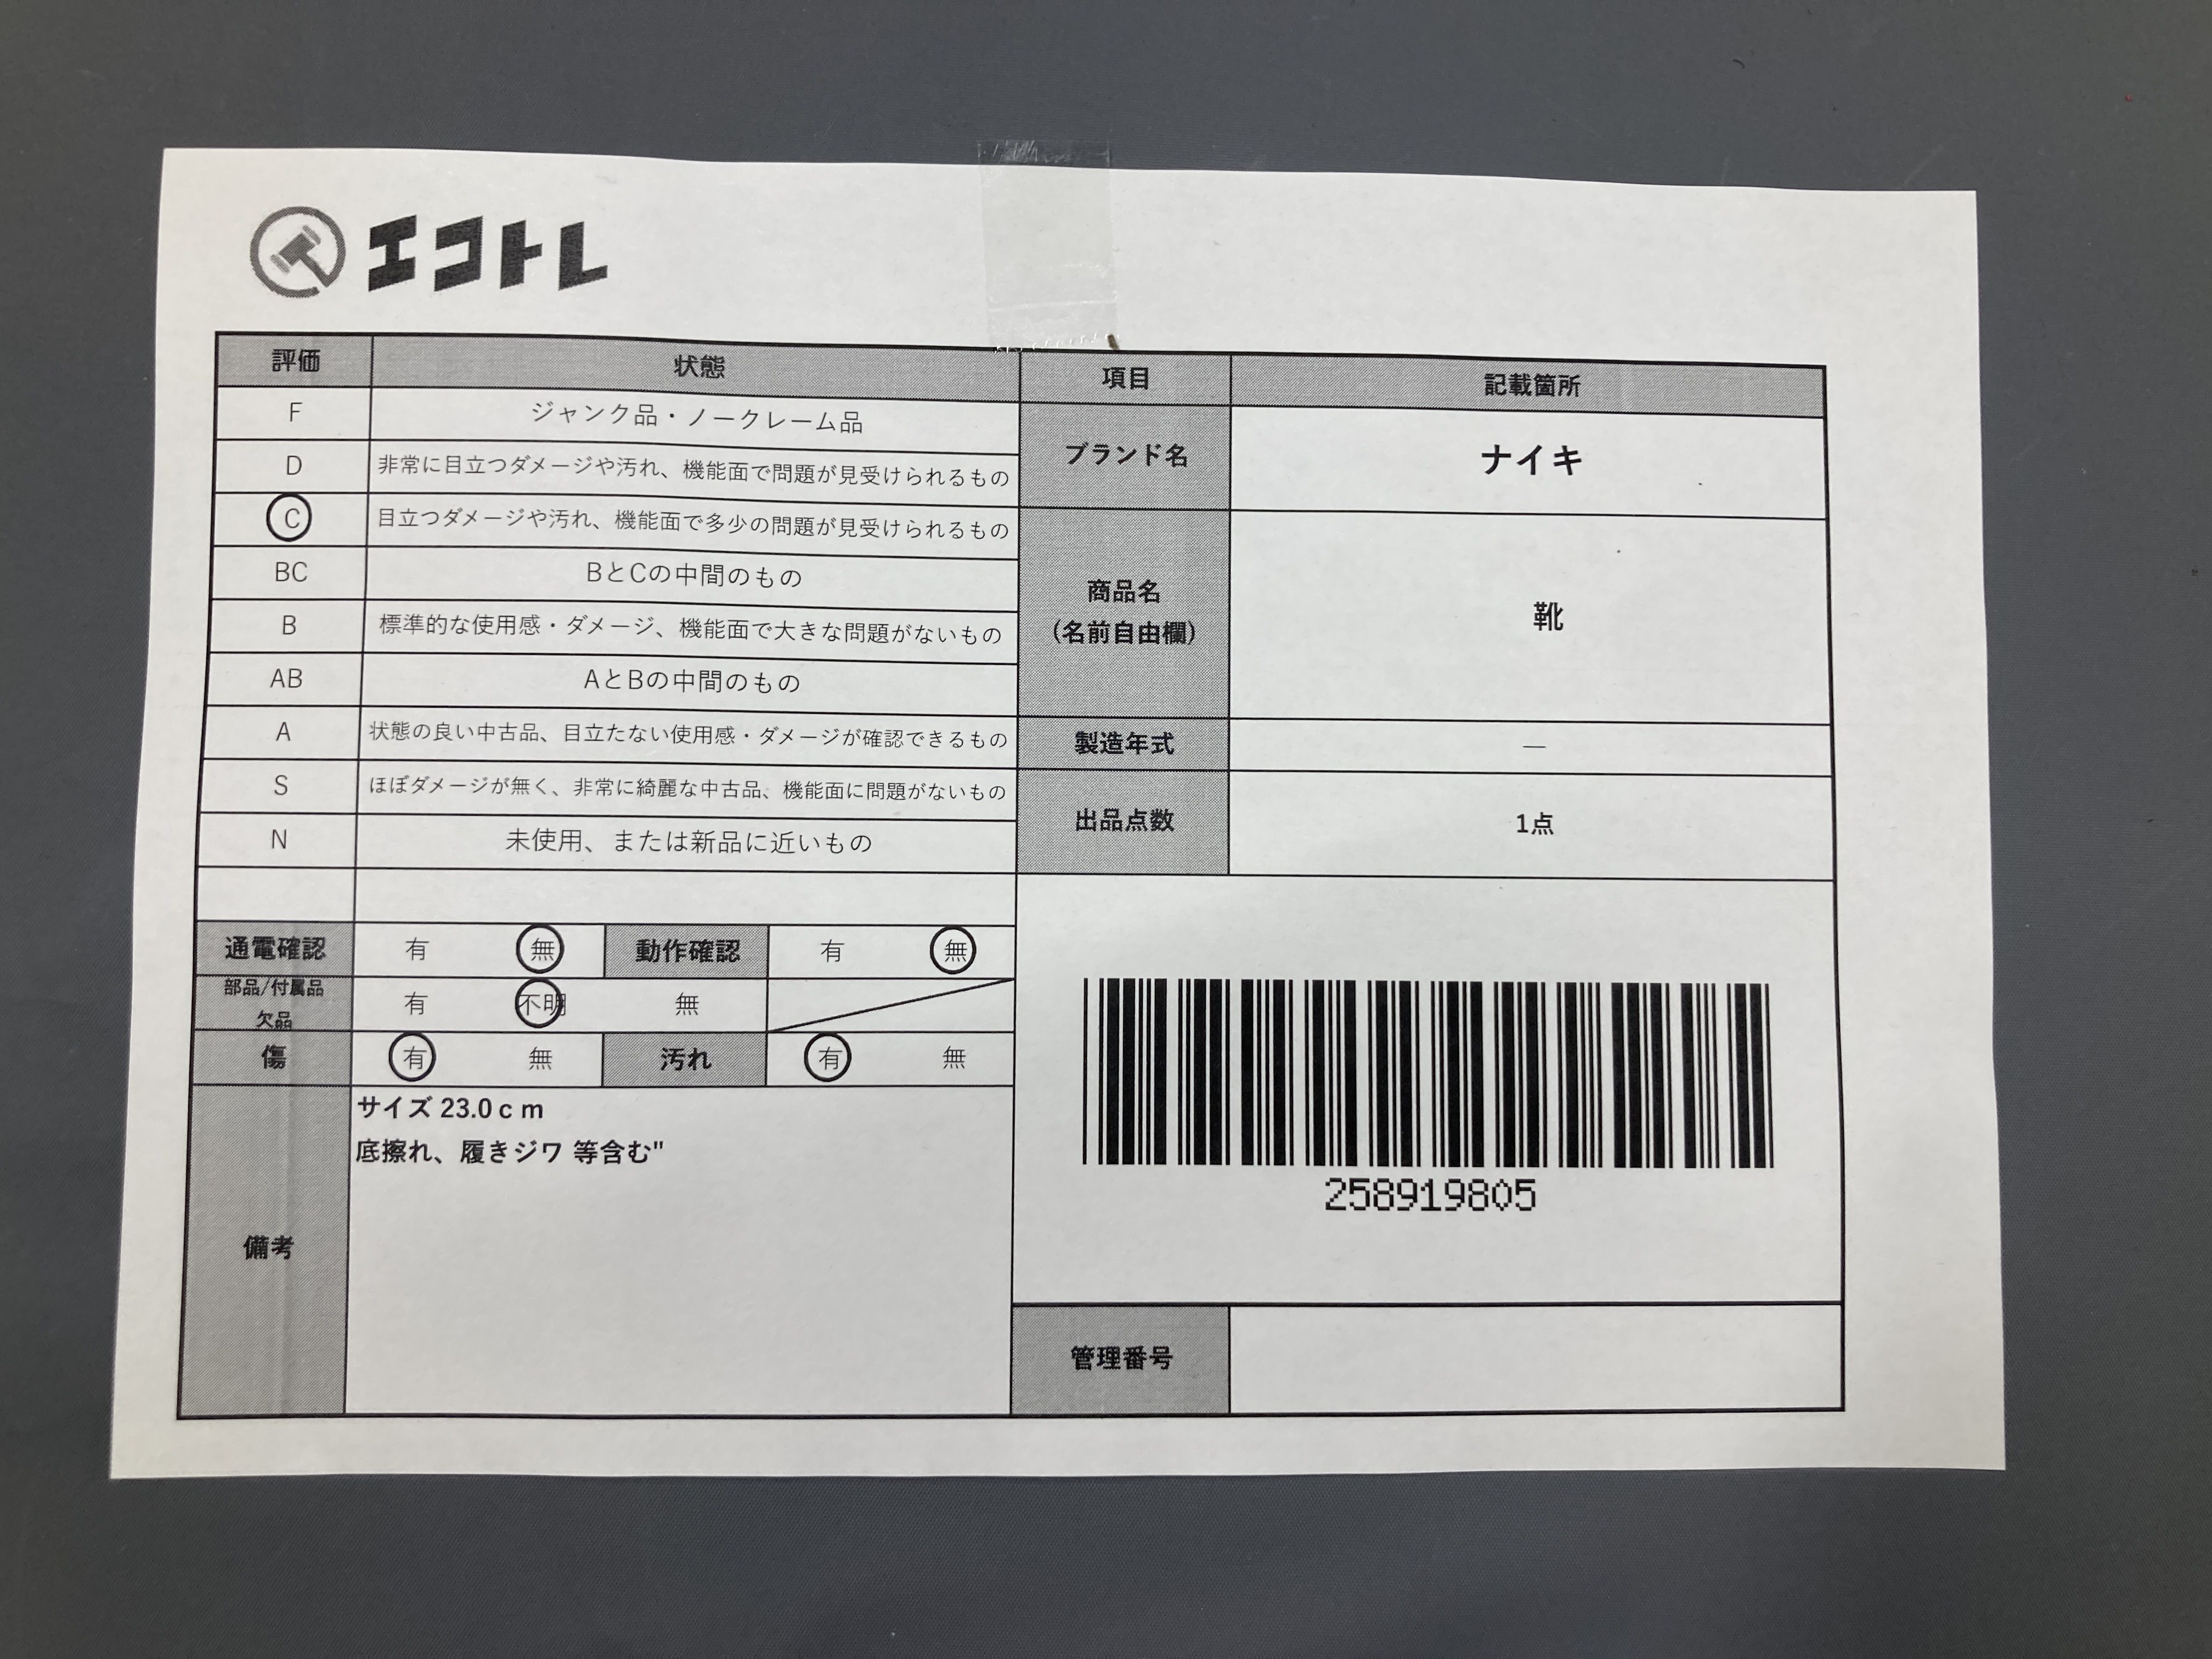 エコトレ
評価 状態 項目 記載箇所
F ジャンク品・ノークレーム品
D 非常に目立つダメージや汚れ、機能面で問題が見受けられるもの
C 目立つダメージや汚れ、機能面で多少の問題が見受けられるもの
BC BとCの中間のもの
B 標準的な使用感・ダメージ、機能面で大きな問題がないもの
AB AとBの中間のもの
A 状態の良い中古品、目立たない使用感・ダメージが確認できるもの
S ほぼダメージが無く、非常に綺麗な中古品、機能面に問題がないもの
N 未使用、または新品に近いもの
ブランド名 ナイキ
商品名
(名前自由欄)
靴
製造年式 ―
出品点数 1点
通電確認 有 無 動作確認 有 無
部品/付属品
欠品
有 不明 無
傷 有 無 汚れ 有 無
備考
サイズ 23.0ｃｍ
底擦れ、履きジワ 等含む"
258919805
管理番号